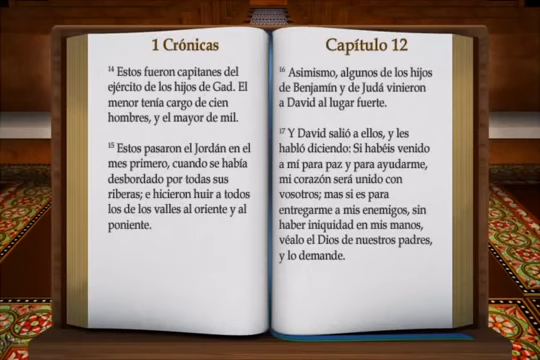 1 Crónicas
14 Estos fueron capitanes del
ejército de los hijos de Gad. El
menor tenía cargo de cien
hombres, y el mayor de mil.
15 Estos pasaron el Jordán en el
mes primero, cuando se había
desbordado por todas sus
riberas; e hicieron huir a todos
los de los valles al oriente y al
poniente.
Capítulo 12
16 Asimismo, algunos de los hijos
de Benjamín y de Judá vinieron
a David al lugar fuerte.
17 Y David salió a ellos, y les
habló diciendo: Si habéis venido
a mí para paz y para ayudarme,
mi corazón será unido con
vosotros; mas si es para
entregarme a mis enemigos, sin
haber iniquidad en mis manos,
véalo el Dios de nuestros padres,
y lo demande.